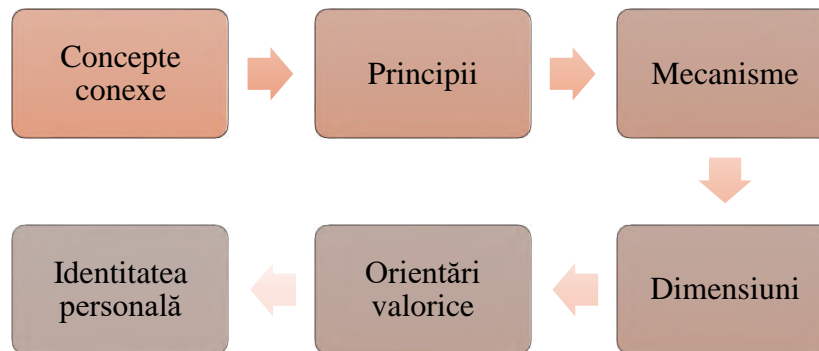 Concepte
conexe
Principii
Mecanisme
Dimensiuni
Orientări
valorice
Identitatea
personală